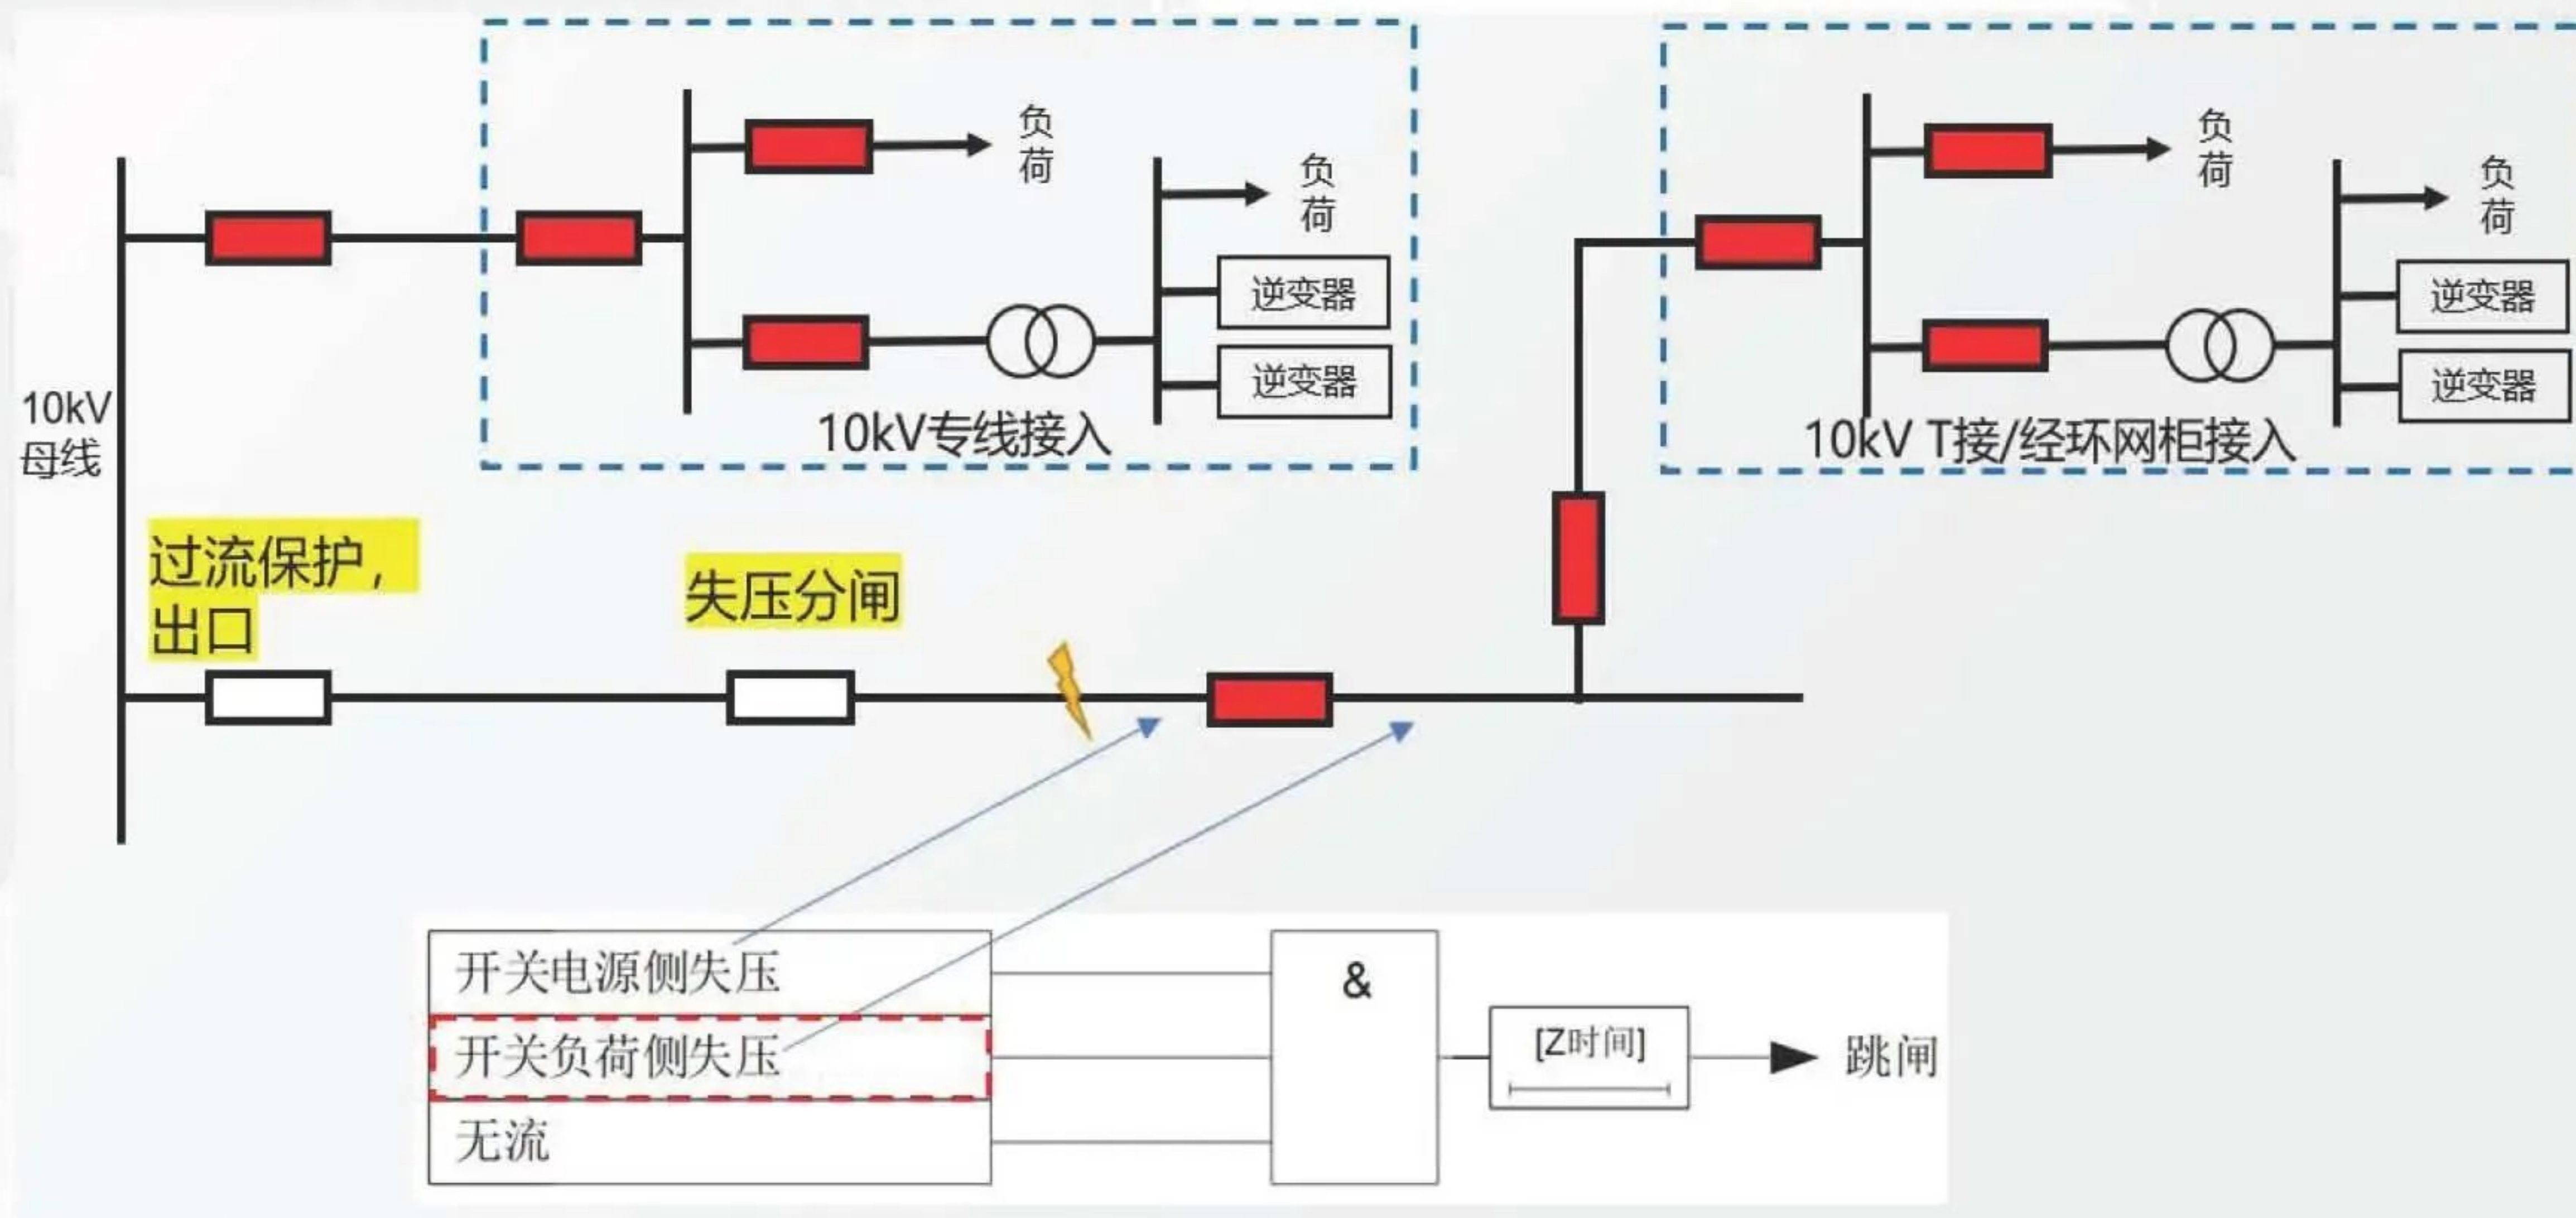 负
荷
负
荷
逆变器
逆变器
10kV专线接入
负
荷
负
荷
逆变器
逆变器
10kV T接/经环网柜接入
10kV
母线
过流保护,
出口
失压分闸
开关电源侧失压
开关负荷侧失压
无流
&
[Z时间]
跳闸